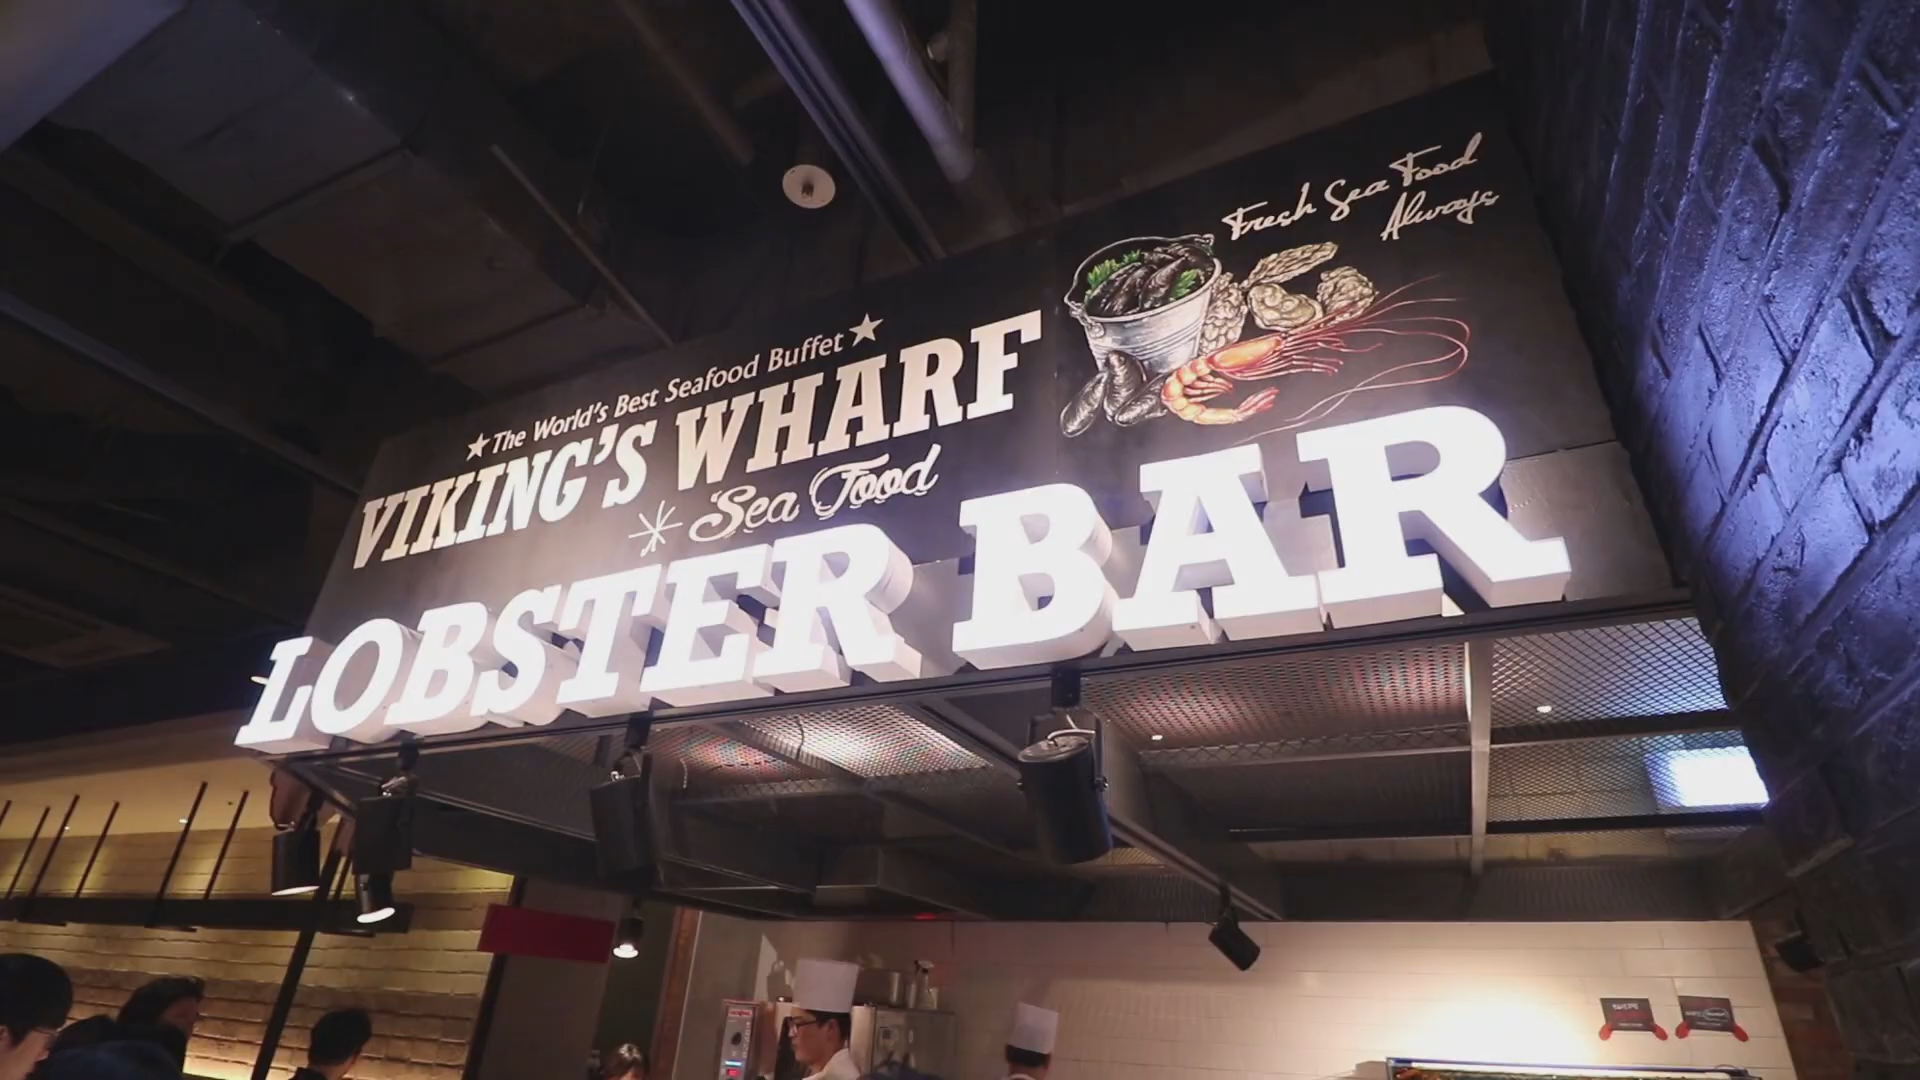 Fresh Sea Food
Always
★The World's Best Seafood Buffet★
VIKING'S WHARF
Sea Food
LOBSTER BAR